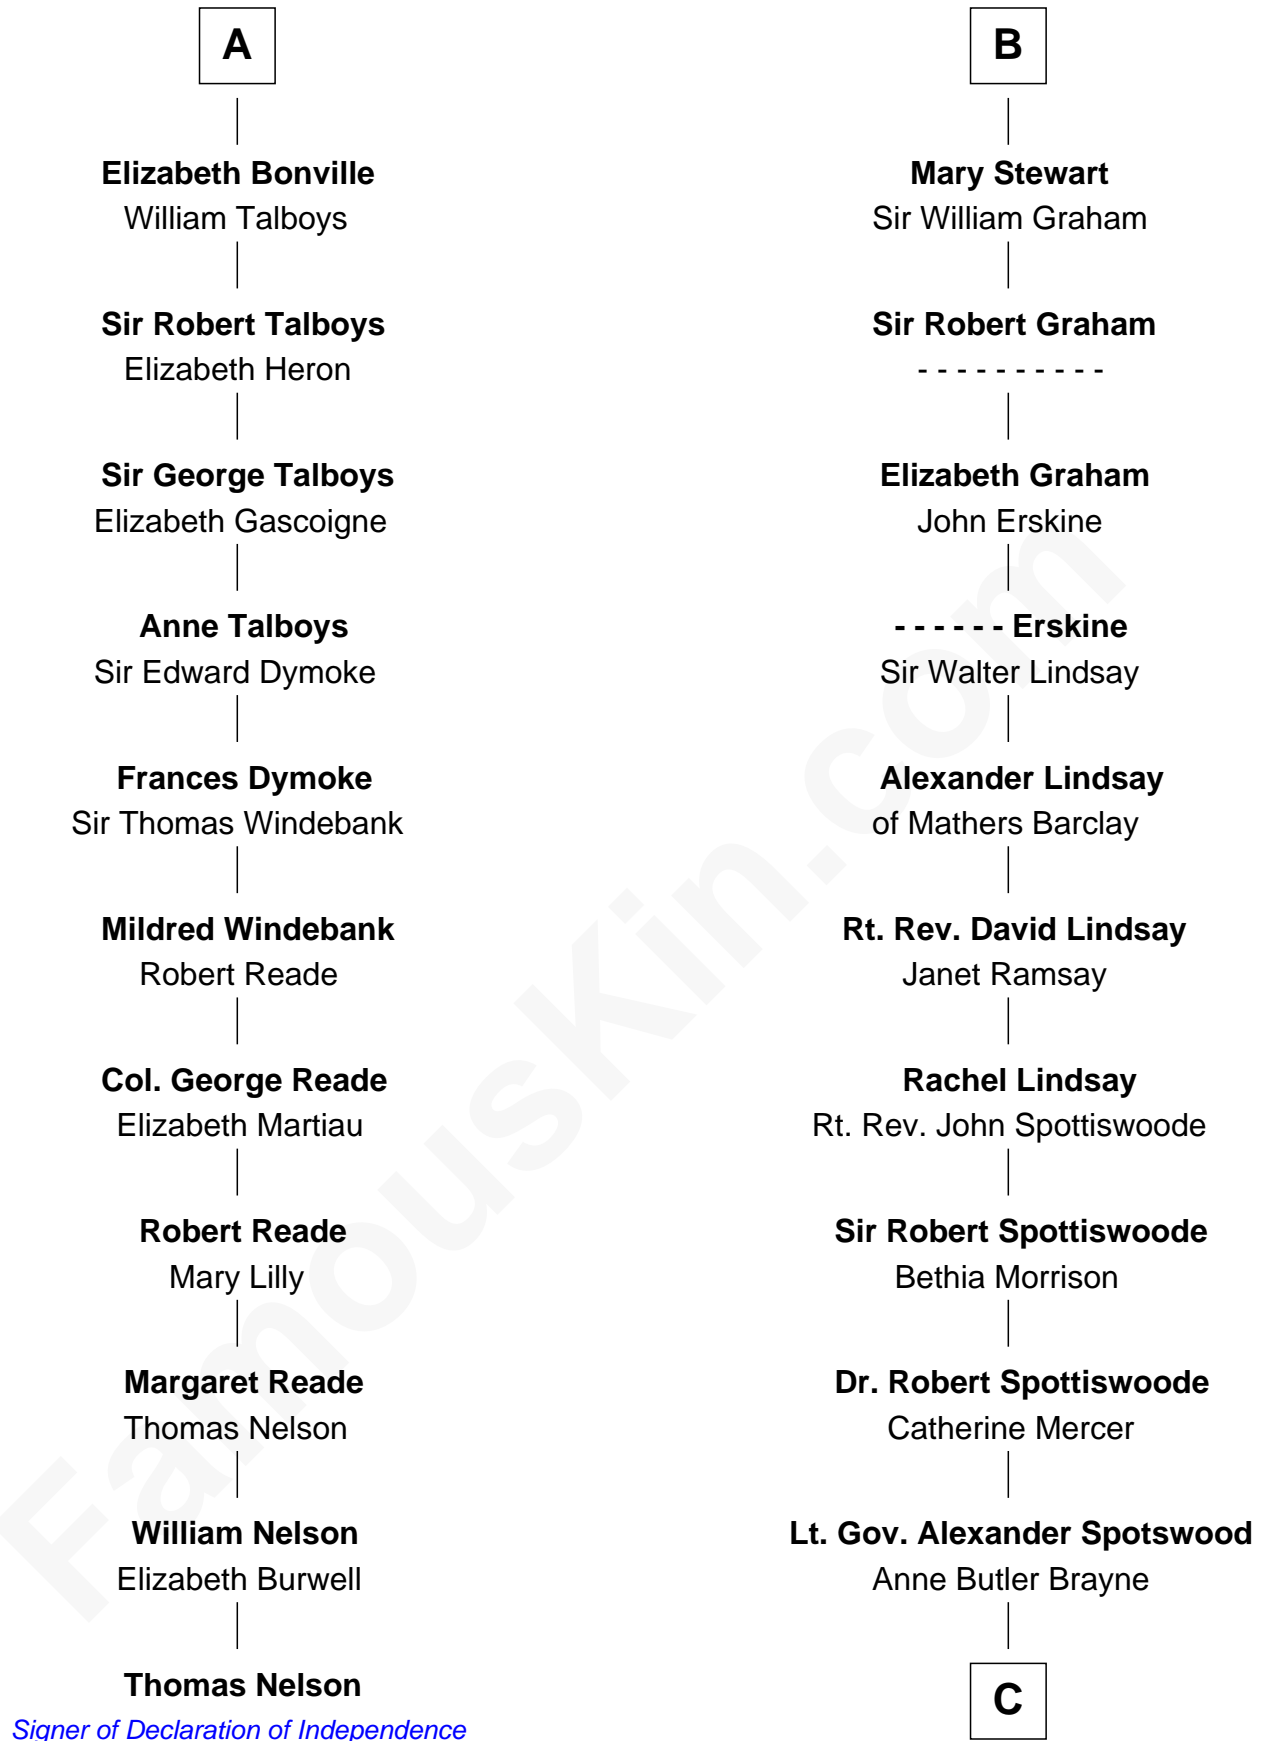 A
Elizabeth Bonville
William Talboys
Sir Robert Talboys
Elizabeth Heron
Sir George Talboys
Elizabeth Gascoigne
Anne Talboys
Sir Edward Dymoke
Frances Dymoke
Sir Thomas Windebank
Mildred Windebank
Robert Reade
Col. George Reade
Elizabeth Martiau
Robert Reade
Mary Lilly
Margaret Reade
Thomas Nelson
William Nelson
Elizabeth Burwell
Thomas Nelson
Signer of Declaration of Independence
B
Mary Stewart
Sir William Graham
Sir Robert Graham
- - - - - - - - - -
Elizabeth Graham
John Erskine
- - - - - - Erskine
Sir Walter Lindsay
Alexander Lindsay
of Mathers Barclay
Rt. Rev. David Lindsay
Janet Ramsay
Rachel Lindsay
Rt. Rev. John Spottiswoode
Sir Robert Spottiswoode
Bethia Morrison
Dr. Robert Spottiswoode
Catherine Mercer
Lt. Gov. Alexander Spotswood
Anne Butler Brayne
C
FamousKin.com